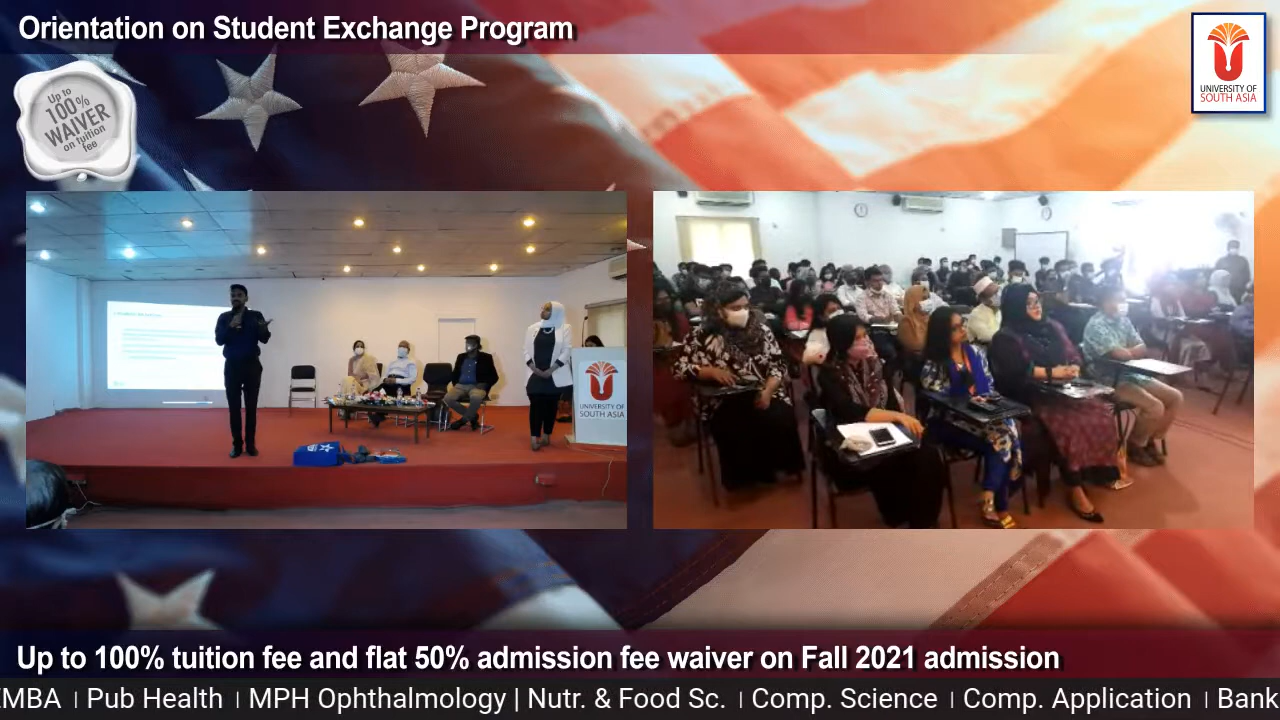 Orientation on Student Exchange Program
UNIVERSITY OF
SOUTH ASIA
Up to
100%
WAIVER
on tuition
fee
UNIVERSITY OF
SOUTH ASIA
Up to 100% tuition fee and flat 50% admission fee waiver on Fall 2021 admission
EMBA | Pub Health | MPH Ophthalmology | Nutr. & Food Sc. | Comp. Science | Comp. Application | Bank